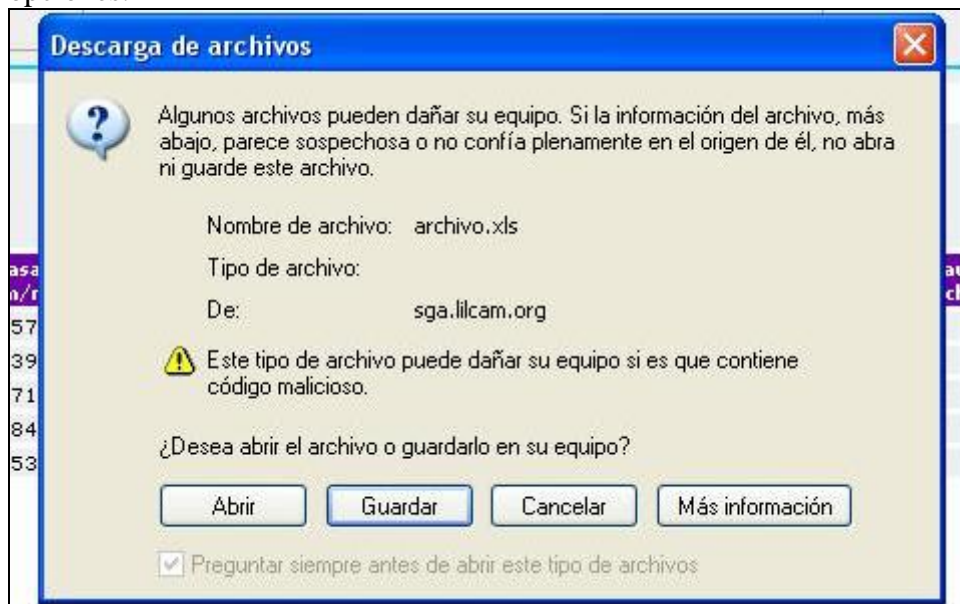 opciones:
Descarga de archivos
Algunos archivos pueden dañar su equipo. Si la información del archivo, más
abajo, parece sospechosa o no confía plenamente en el origen de él, no abra
ni guarde este archivo.
Nombre de archivo: archivo.xls
Tipo de archivo:
De: sga.lilcam.org
Este tipo de archivo puede dañar su equipo si es que contiene
código malicioso.
¿Desea abrir el archivo o guardarlo en su equipo?
Abrir Guardar Cancelar Más información
Preguntar siempre antes de abrir este tipo de archivos
57
39
71
84
53